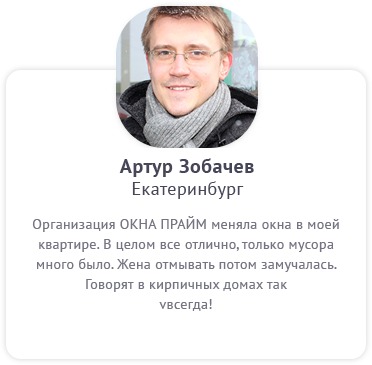 Артур Зобачев
Екатеринбург
Организация ОКНА ПРАЙМ меняла окна в моей
квартире. В целом все отлично, только мусора
много было. Жена отмывать потом замучалась.
Говорят в кирпичных домах так
vвсегда!